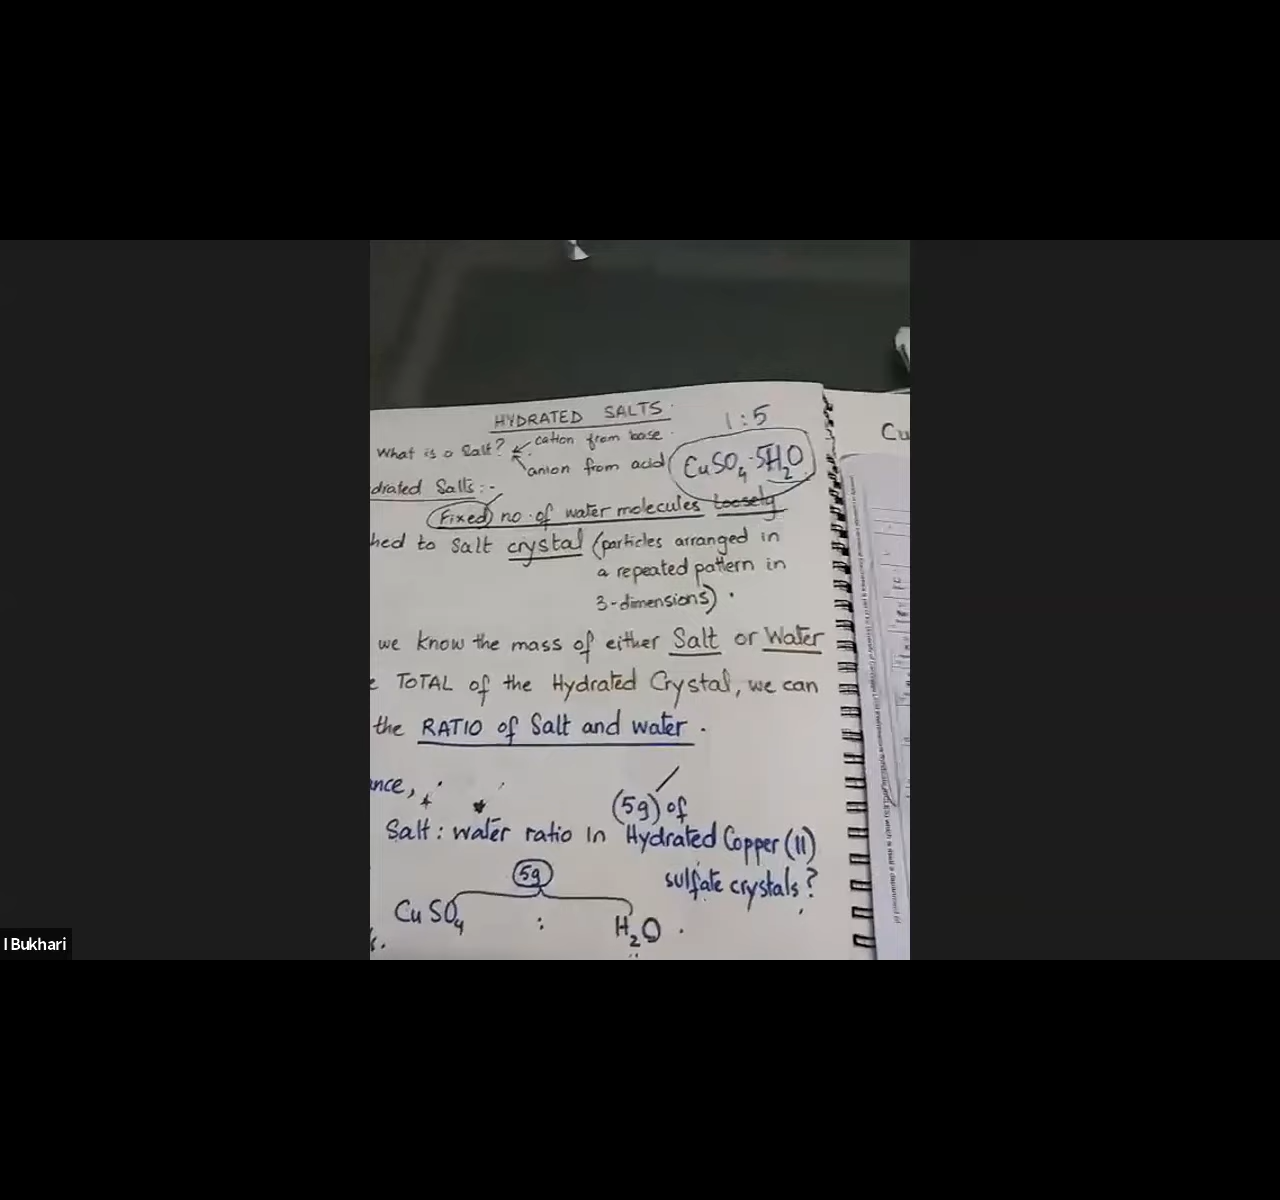 HYDRATED SALTS.
1 : 5
Cu
What is a Salt? cation from base.
anion from acid
CuSO4.5H2O
drated Salts:-
Fixed no. of water molecules loosely
hed to Salt crystal (particles arranged in
a repeated pattern in
3-dimensions).
we know the mass of either Salt or Water
e TOTAL of the Hydrated Crystal, we can
the RATIO of Salt and water.
ance,
(5g) of
Salt : water ratio in Hydrated Copper (II)
sulfate crystals?
5g
CuSO4 : H2O.
I Bukhari